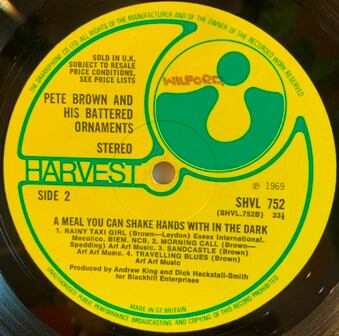 THE GRAMOPHONE CO LTD. ALL RIGHTS OF THE MANUFACTURER AND OF THE OWNER OF THE RECORDED WORK RESERVED.
SOLD IN U.K.
SUBJECT TO RESALE
PRICE CONDITIONS,
SEE PRICE LISTS
WILFORD.
PETE BROWN AND
HIS BATTERED
ORNAMENTS
STEREO
HARVEST
℗ 1969
SIDE 2
SHVL 752
(SHVL.752B) 33⅓
A MEAL YOU CAN SHAKE HANDS WITH IN THE DARK
1. RAINY TAXI GIRL (Brown—Laydon) Essex International.
Mecolico. BIEM. NCB. 2. MORNING CALL (Brown—
Spedding) Arf Art Music. 3. SANDCASTLE (Brown)
Arf Art Music. 4. TRAVELLING BLUES (Brown)
Arf Art Music
Produced by Andrew King and Dick Heckstall-Smith
for Blackhill Enterprises
MADE IN GT BRITAIN
UNAUTHORISED PUBLIC PERFORMANCE BROADCASTING AND COPYING OF THIS RECORD PROHIBITED